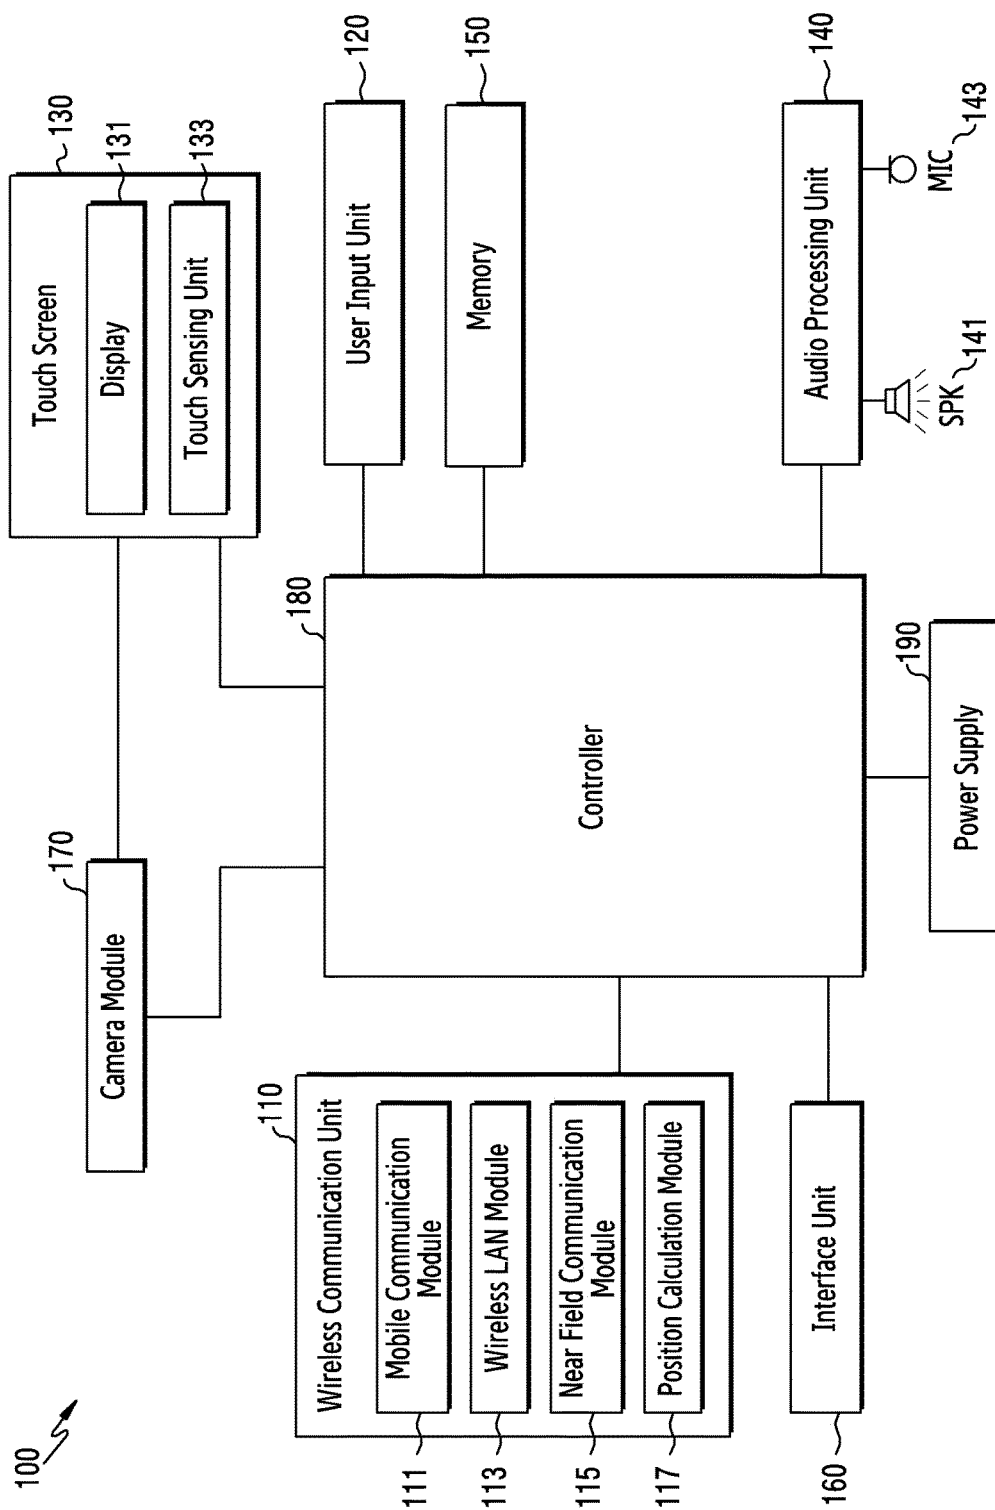 100
170
Camera Module
130
Touch Screen
Display
131
Touch Sensing Unit
133
110
Wireless Communication Unit
111
Mobile Communication
Module
113
Wireless LAN Module
115
Near Field Communication
Module
117
Position Calculation Module
180
Controller
User Input Unit
120
Memory
150
160
Interface Unit
Audio Processing Unit
140
SPK
141
MIC
143
190
Power Supply